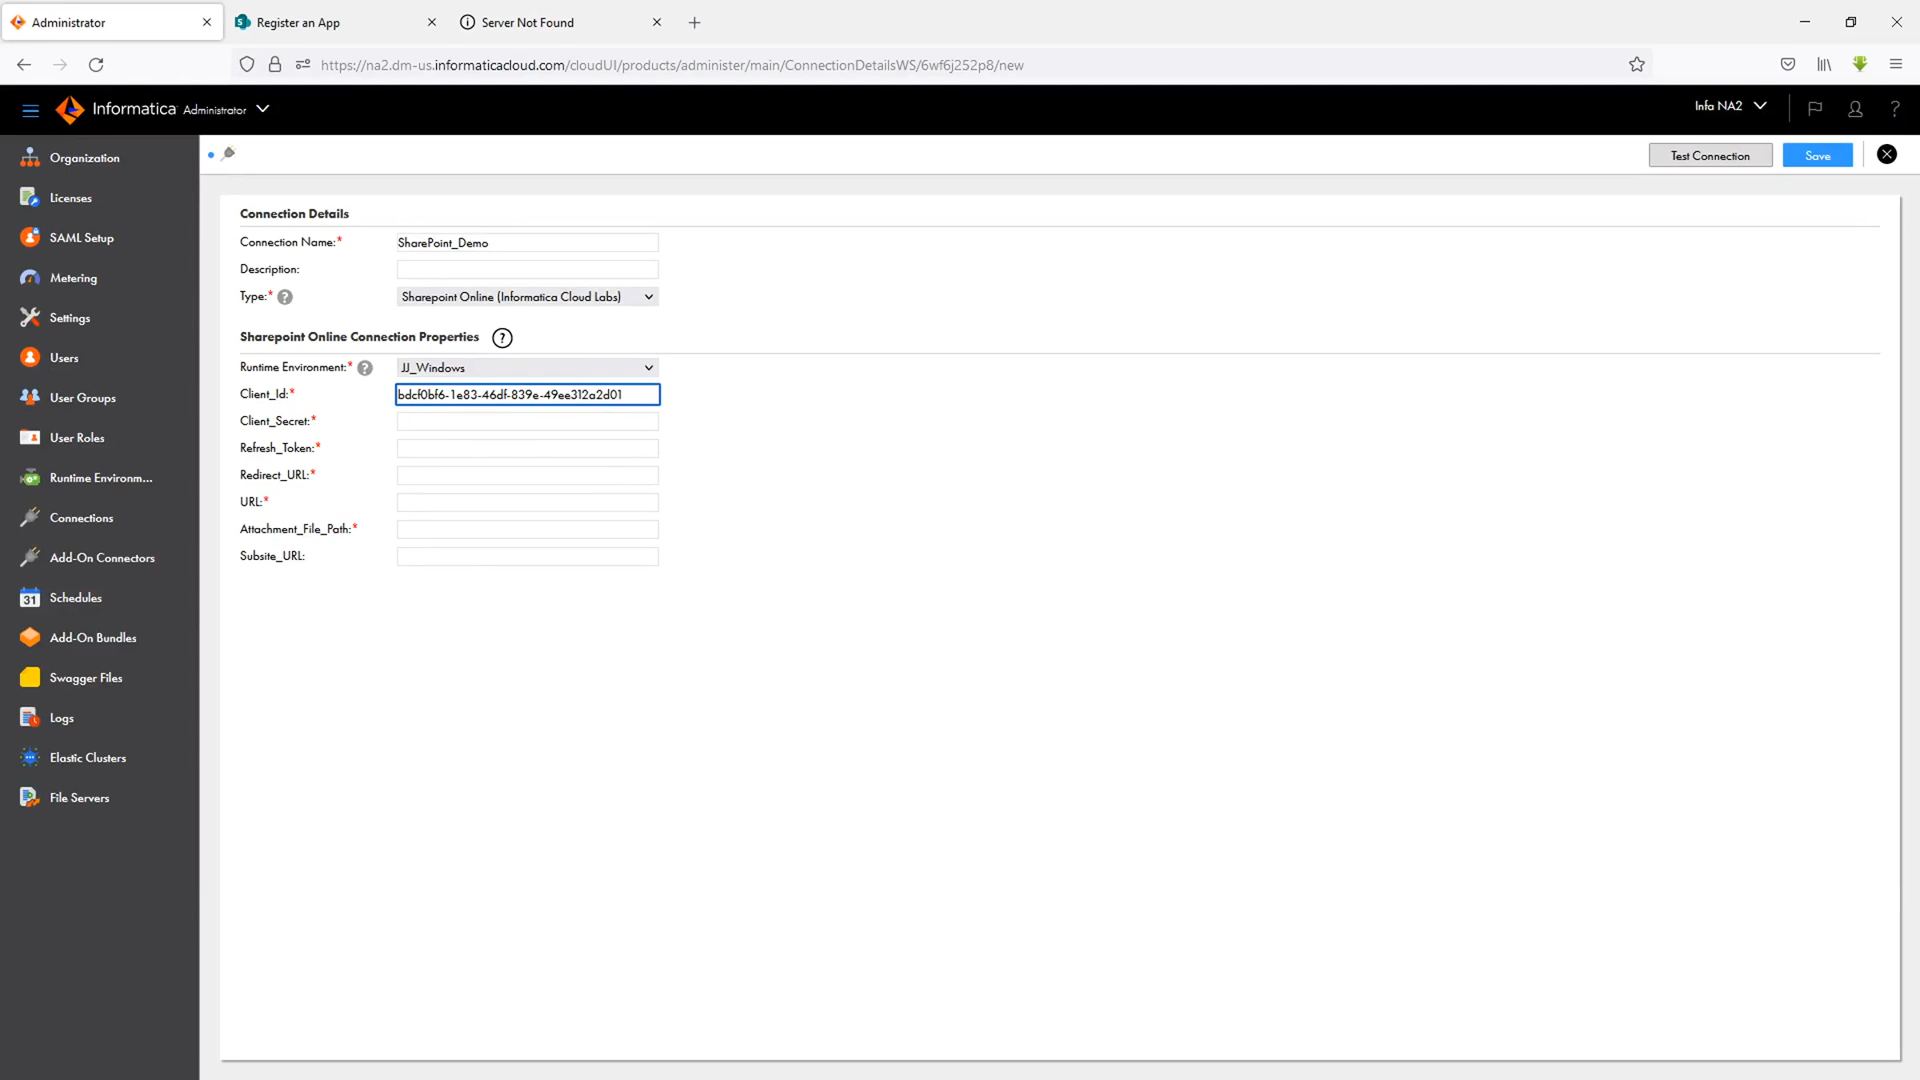 Administrator
Register an App
Server Not Found
https://na2.dm-us.informaticacloud.com/cloudUI/products/administer/main/ConnectionDetailsWS/6wf6j252p8/new
Informatica Administrator
Infa NA2
?
Organization
Licenses
SAML Setup
Metering
Settings
Users
User Groups
User Roles
Runtime Environm...
Connections
Add-On Connectors
31 Schedules
Add-On Bundles
Swagger Files
Logs
Elastic Clusters
File Servers
Test Connection
Save
Connection Details
Connection Name:* SharePoint_Demo
Description:
Type:* ? Sharepoint Online (Informatica Cloud Labs)
Sharepoint Online Connection Properties ?
Runtime Environment:* ? JJ_Windows
Client_Id:* bdcf0bf6-1e83-46df-839e-49ee312a2d01
Client_Secret:*
Refresh_Token:*
Redirect_URL:*
URL:*
Attachment_File_Path:*
Subsite_URL: